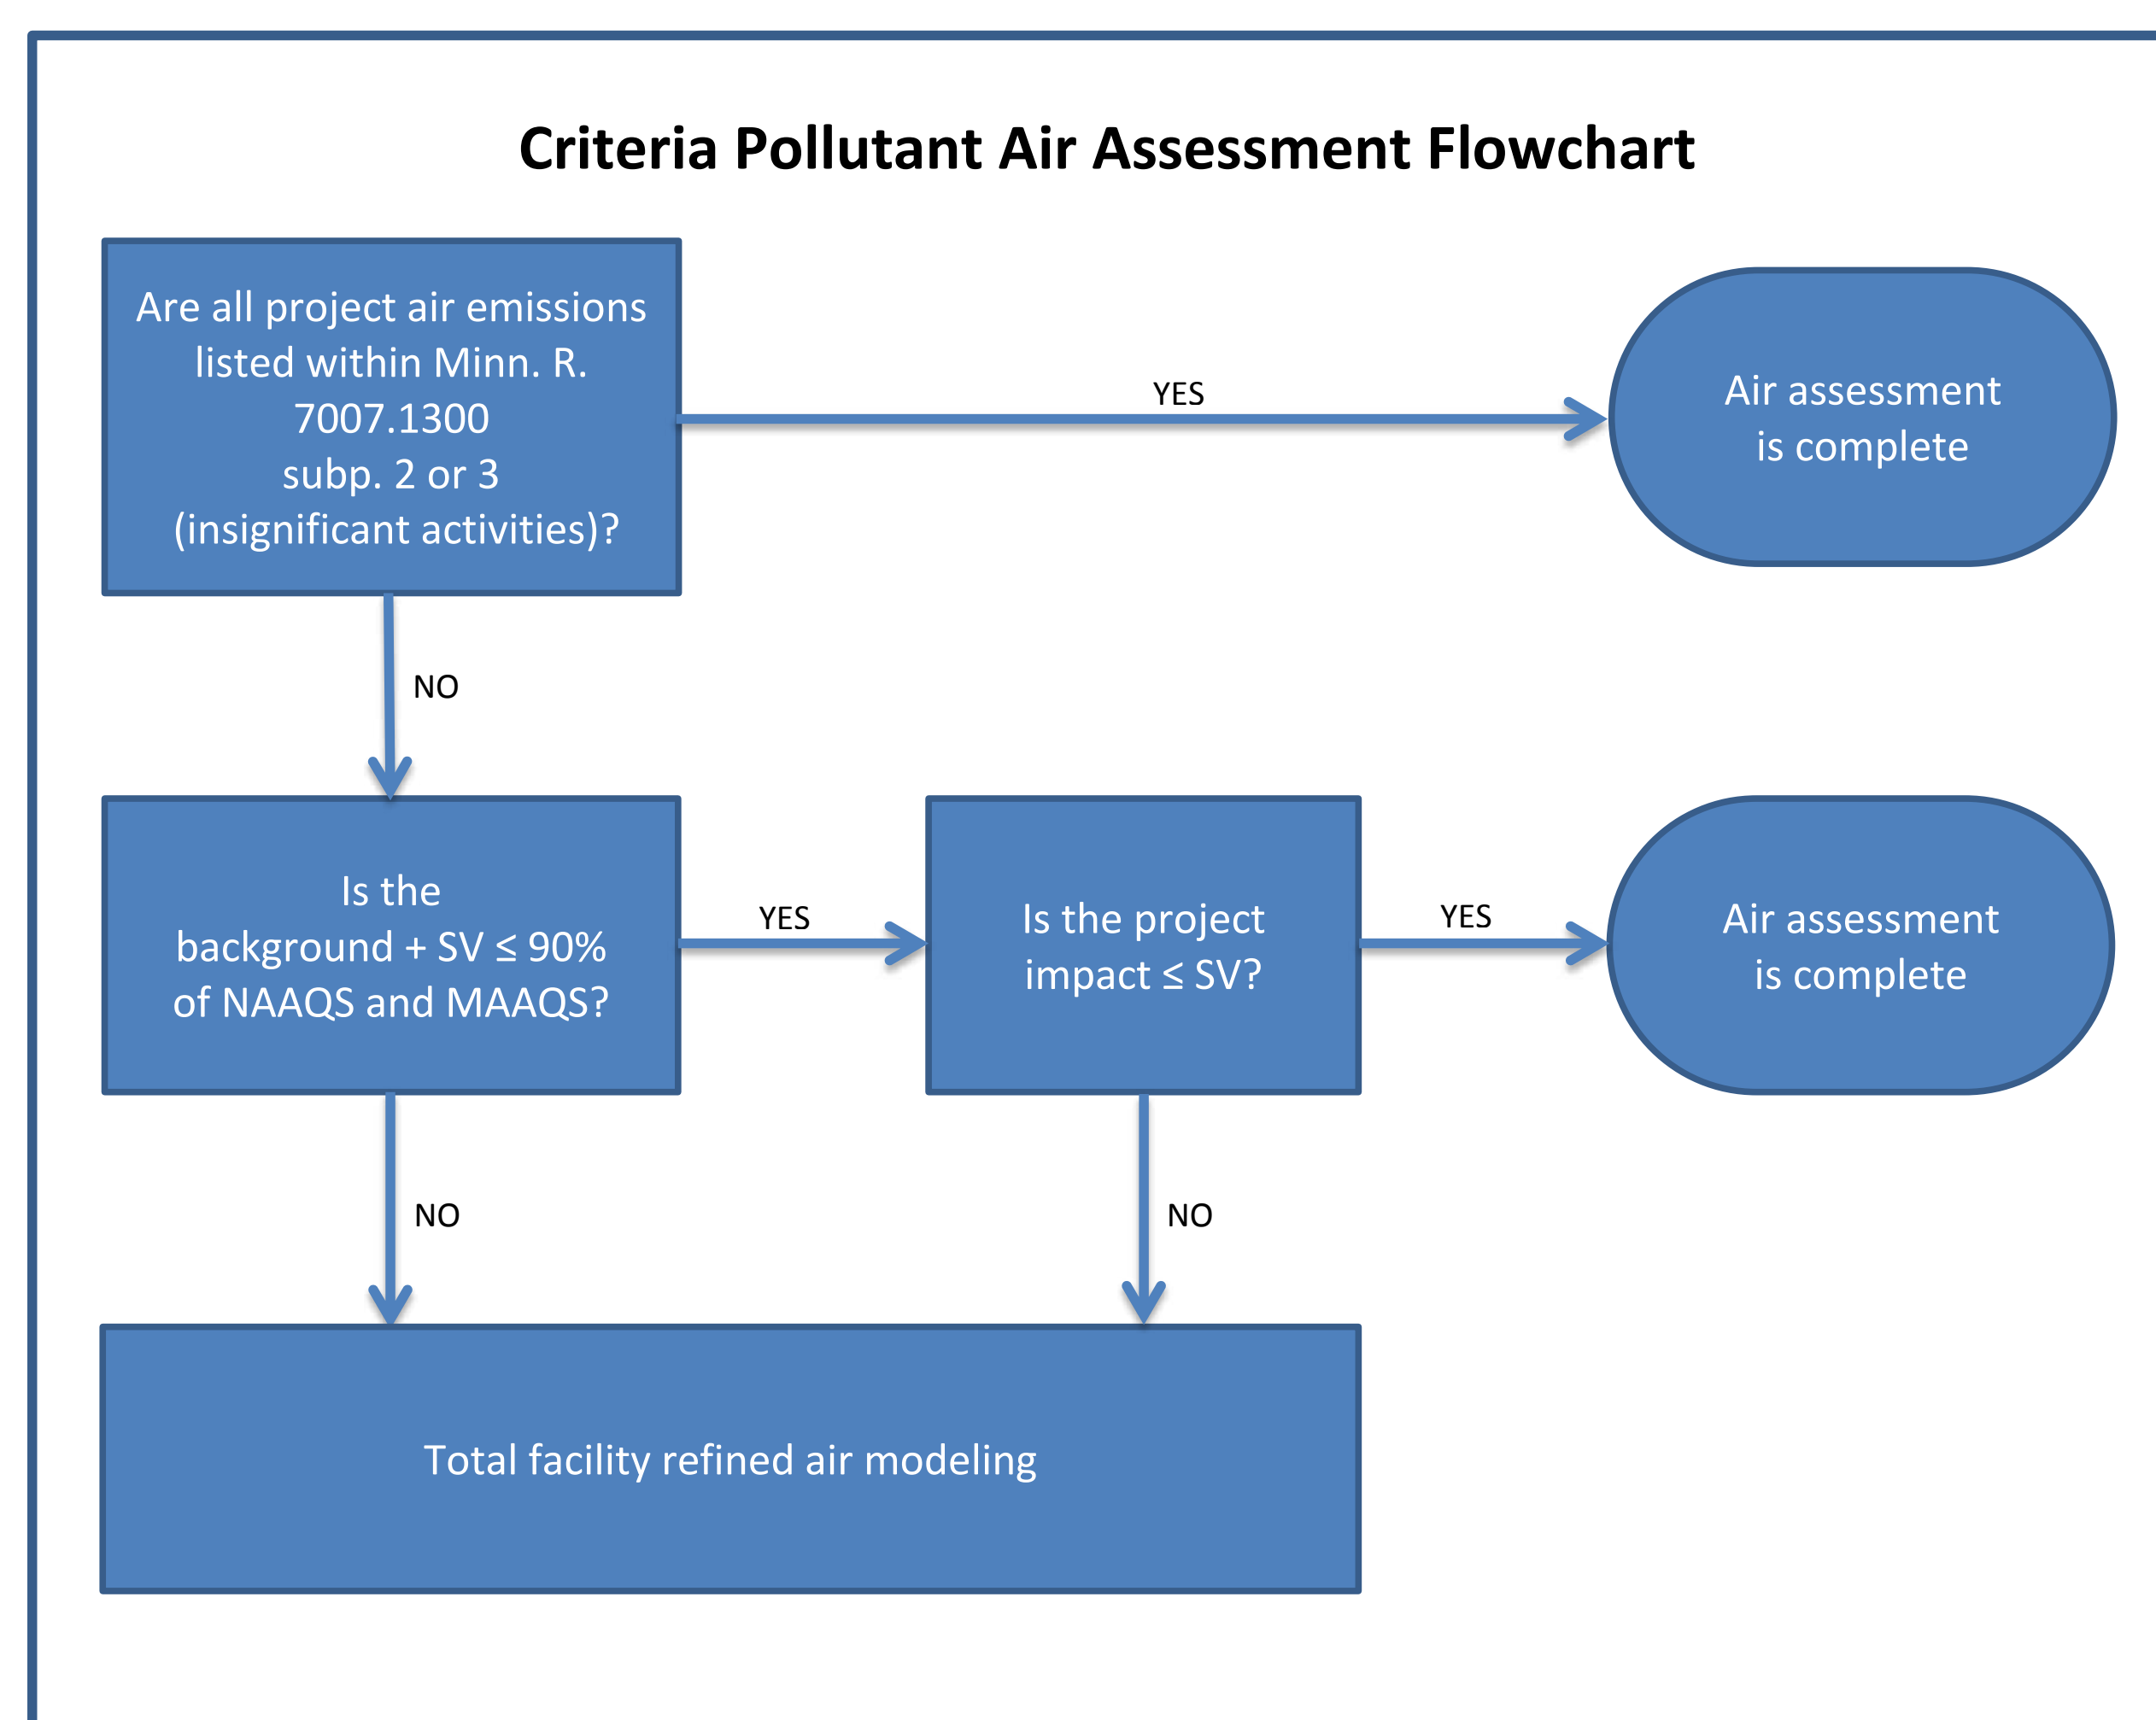 Criteria Pollutant Air Assessment Flowchart
Are all project air emissions
listed within Minn. R.
7007.1300
subp. 2 or 3
(insignificant activities)?
YES
Air assessment
is complete
NO
Is the
background + SV ≤ 90%
of NAAQS and MAAQS?
YES
Is the project
impact ≤ SV?
YES
Air assessment
is complete
NO
NO
Total facility refined air modeling